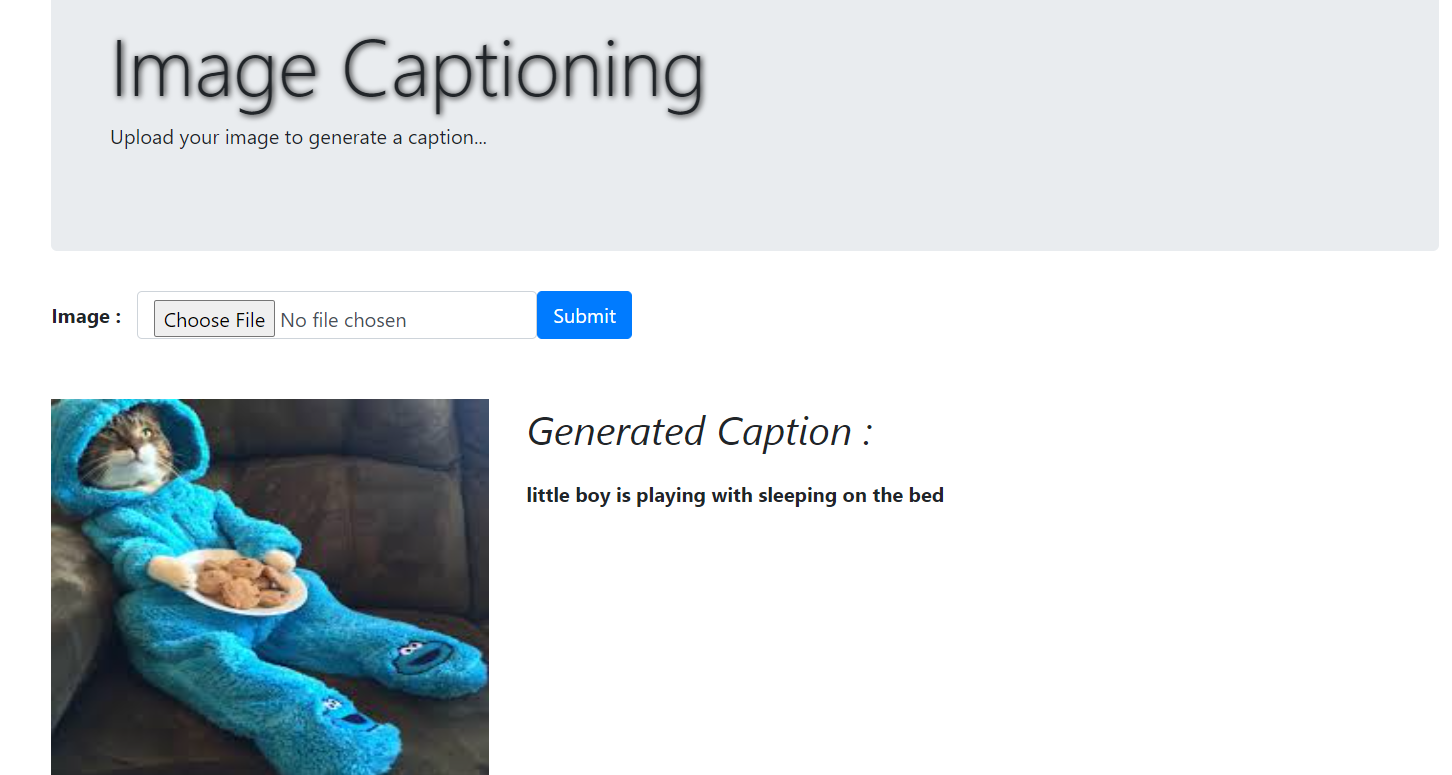 Image Captioning
Upload your image to generate a caption...
Image :
Choose File No file chosen
Submit
Generated Caption :
little boy is playing with sleeping on the bed